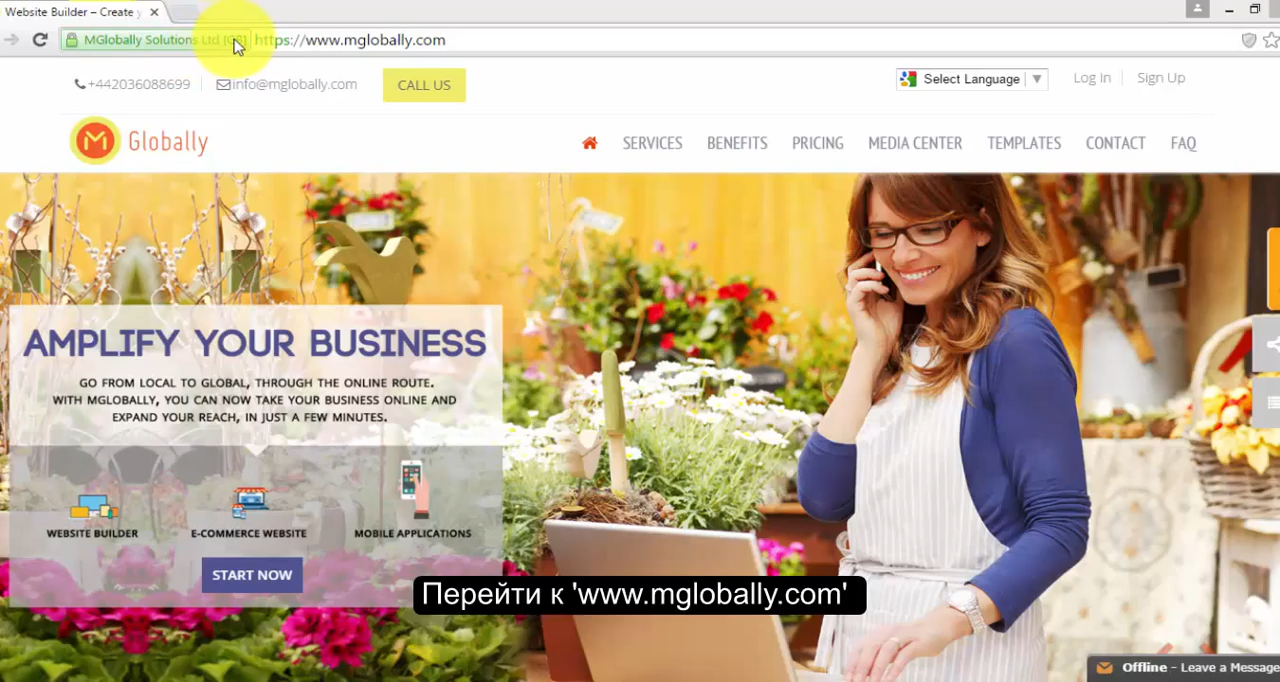 Website Builder – Create y
MGlobally Solutions Ltd [GB] https://www.mglobally.com
+442036088699 info@mglobally.com CALL US Select Language Log In Sign Up
M Globally
SERVICES BENEFITS PRICING MEDIA CENTER TEMPLATES CONTACT FAQ
AMPLIFY YOUR BUSINESS
GO FROM LOCAL TO GLOBAL, THROUGH THE ONLINE ROUTE.
WITH MGLOBALLY, YOU CAN NOW TAKE YOUR BUSINESS ONLINE AND
EXPAND YOUR REACH, IN JUST A FEW MINUTES.
WEBSITE BUILDER E-COMMERCE WEBSITE MOBILE APPLICATIONS
START NOW
Перейти к 'www.mglobally.com'
Offline – Leave a Message